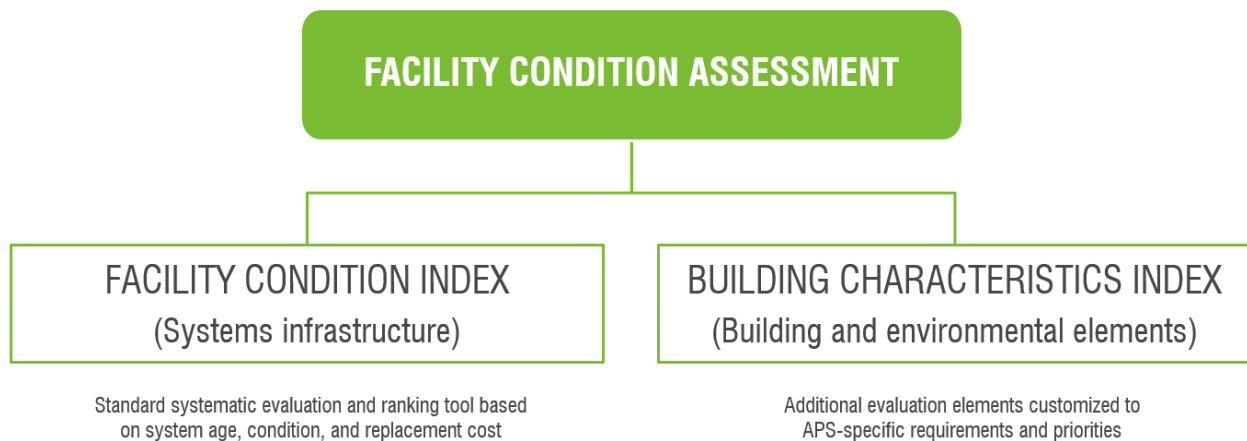 FACILITY CONDITION ASSESSMENT
FACILITY CONDITION INDEX
(Systems infrastructure)
Standard systematic evaluation and ranking tool based
on system age, condition, and replacement cost
BUILDING CHARACTERISTICS INDEX
(Building and environmental elements)
Additional evaluation elements customized to
APS-specific requirements and priorities